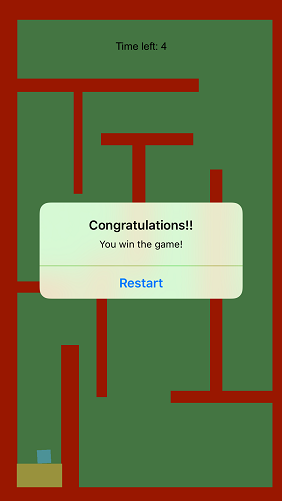 Time left: 4
Congratulations!!
You win the game!
Restart